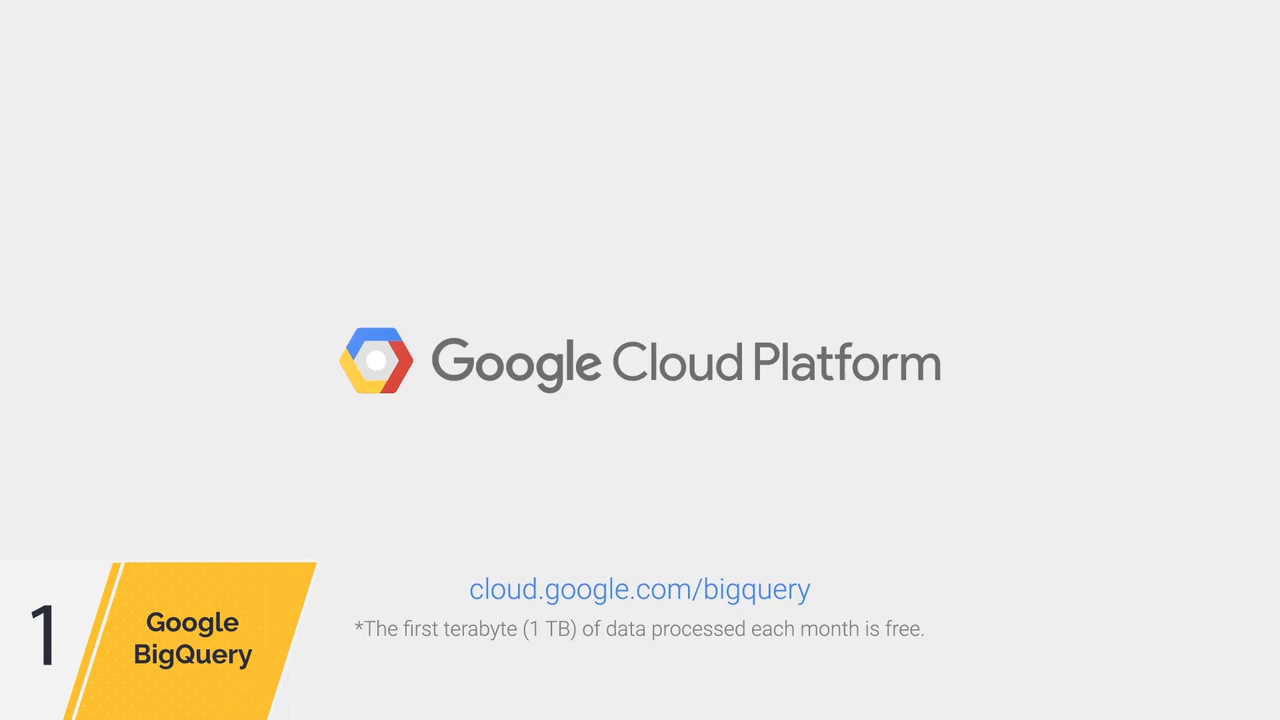 Google Cloud Platform
cloud.google.com/bigquery
*The first terabyte (1 TB) of data processed each month is free.
1
Google
BigQuery